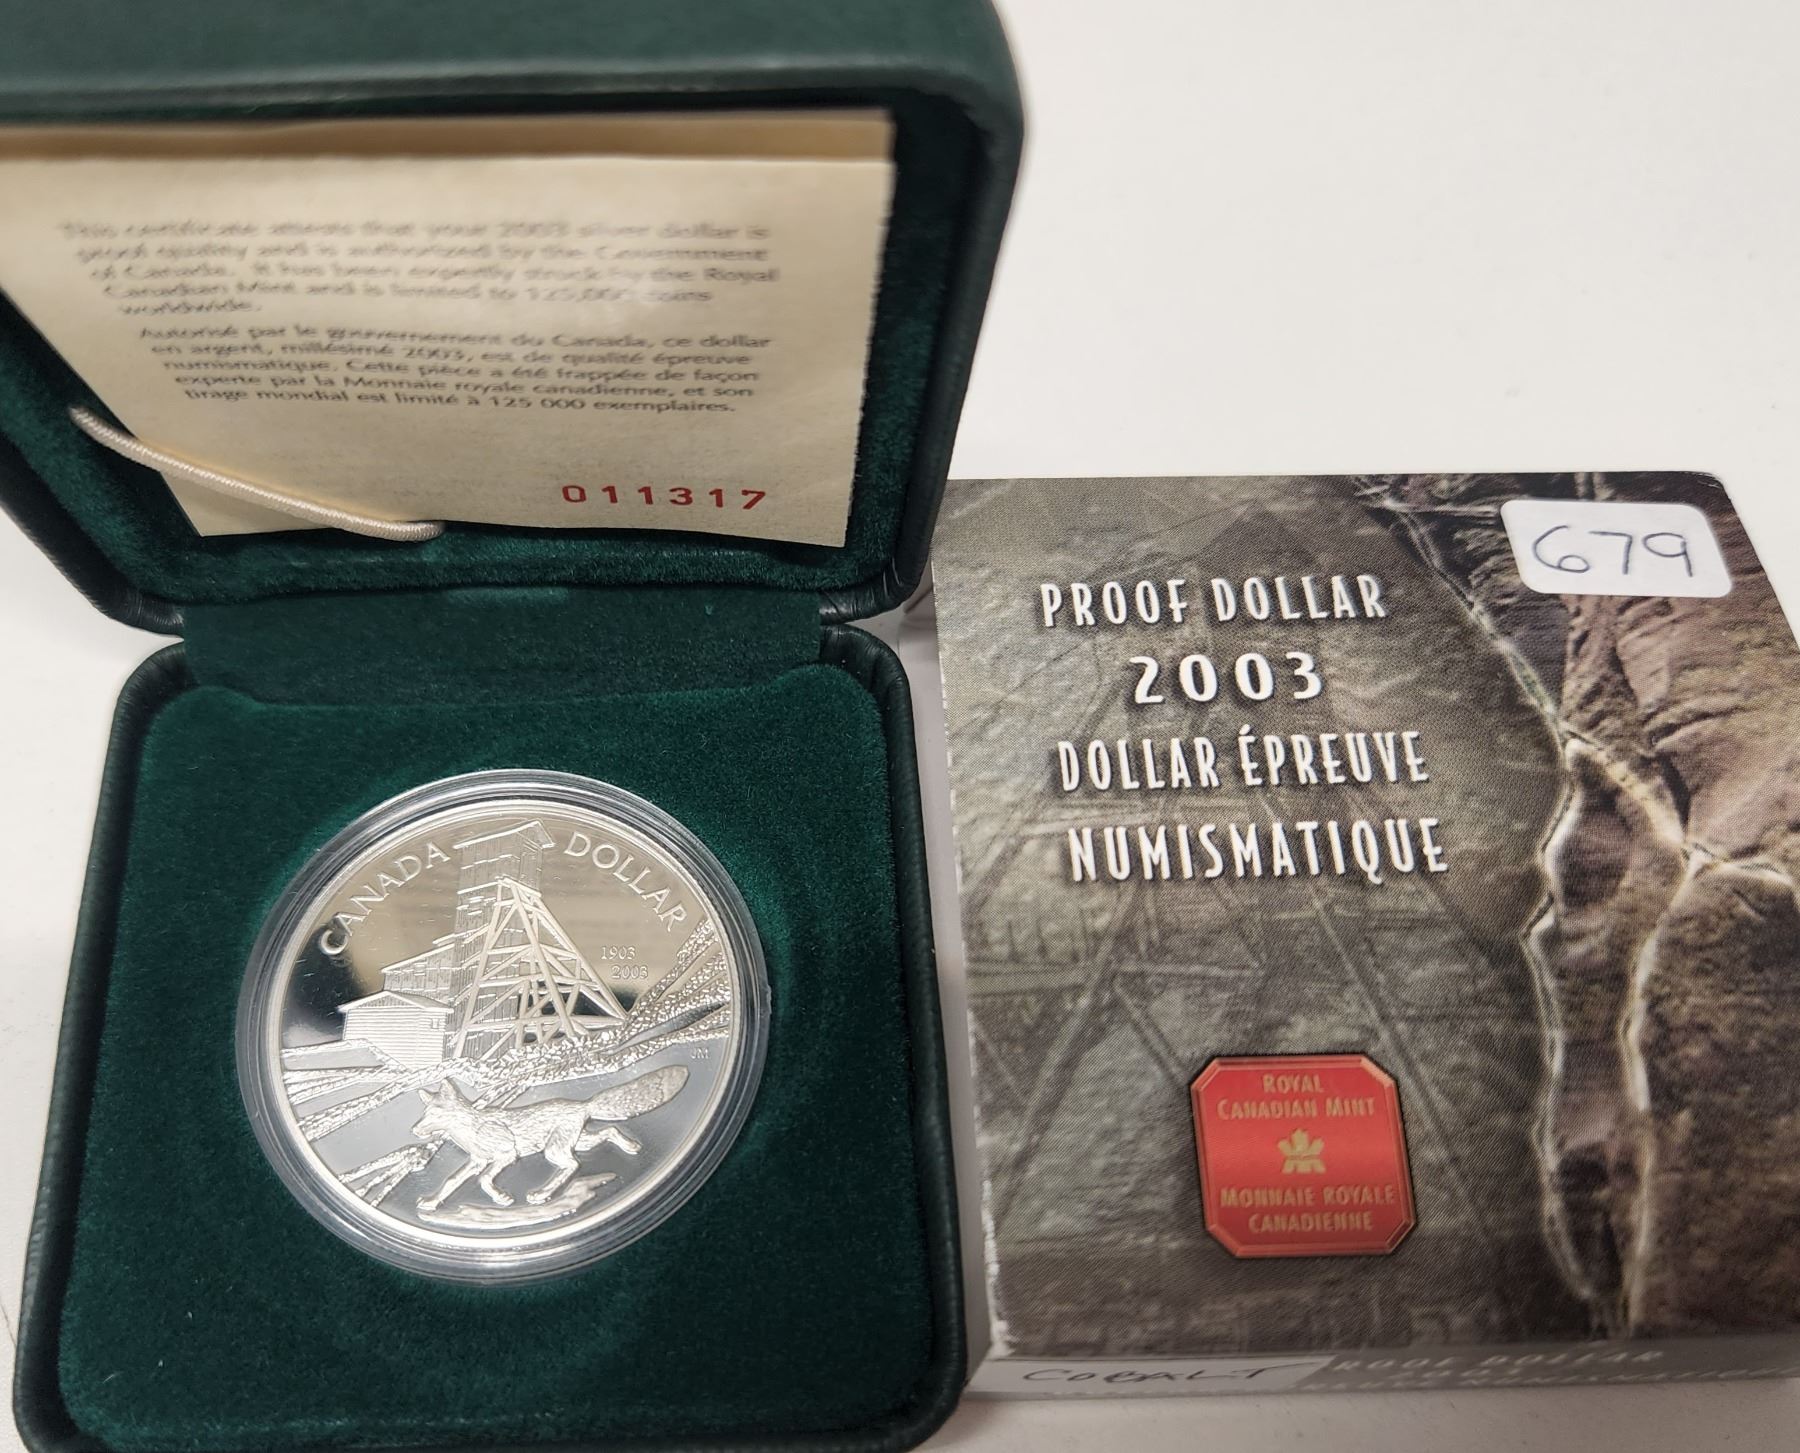 This certificate attests that your 2003 silver dollar is
proof quality and is authorized by the Government
of Canada. It has been expertly struck by the Royal
Canadian Mint and is limited to 125,000 coins
worldwide.
Autorisé par le gouvernement du Canada, ce dollar
en argent, millésimé 2003, est de qualité épreuve
numismatique. Cette pièce a été frappée de façon
experte par la Monnaie royale canadienne, et son
tirage mondial est limité à 125 000 exemplaires.
011317
CANADA DOLLAR
1903
2003
JM
679
PROOF DOLLAR
2003
DOLLAR ÉPREUVE
NUMISMATIQUE
ROYAL
CANADIAN MINT
MONNAIE ROYALE
CANADIENNE
COBALT
PROOF DOLLAR